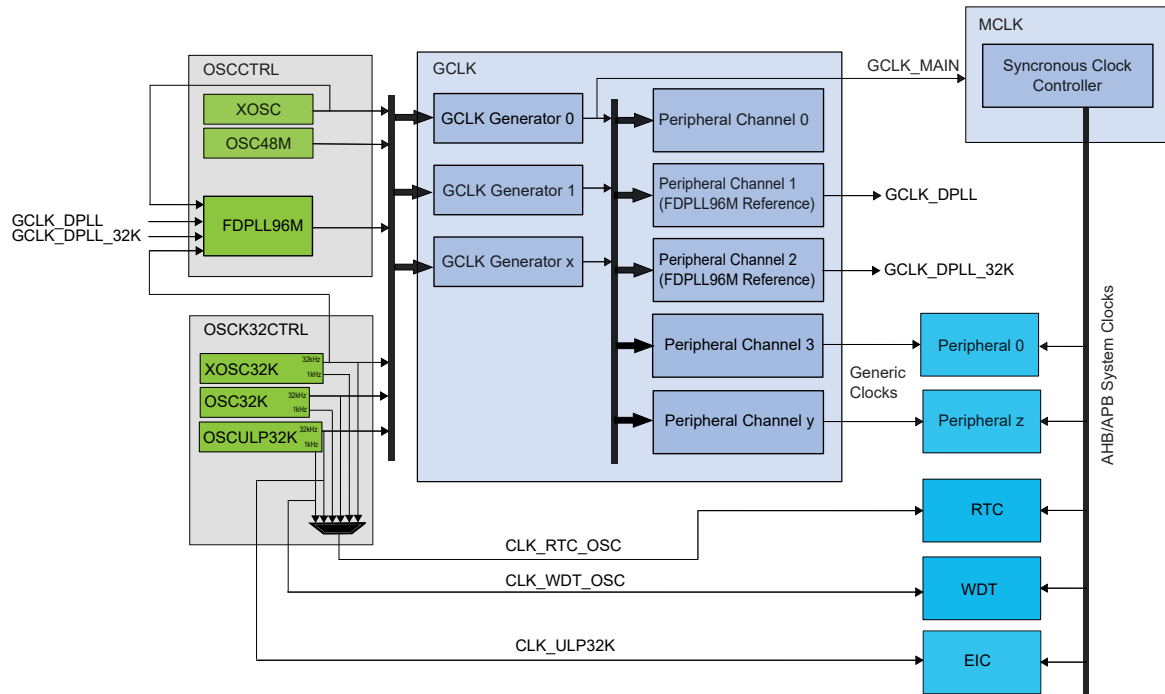 MCLK
Syncronous Clock
Controller
GCLK_MAIN
OSCCTRL
XOSC
OSC48M
FDPLL96M
GCLK_DPLL
GCLK_DPLL_32K
GCLK
GCLK Generator 0
GCLK Generator 1
GCLK Generator x
Peripheral Channel 0
Peripheral Channel 1
(FDPLL96M Reference)
Peripheral Channel 2
(FDPLL96M Reference)
Peripheral Channel 3
Peripheral Channel y
GCLK_DPLL
GCLK_DPLL_32K
Generic
Clocks
OSCK32CTRL
XOSC32K
32kHz
1kHz
OSC32K
32kHz
1kHz
OSCULP32K
32kHz
1kHz
Peripheral 0
Peripheral z
RTC
WDT
EIC
AHB/APB System Clocks
CLK_RTC_OSC
CLK_WDT_OSC
CLK_ULP32K